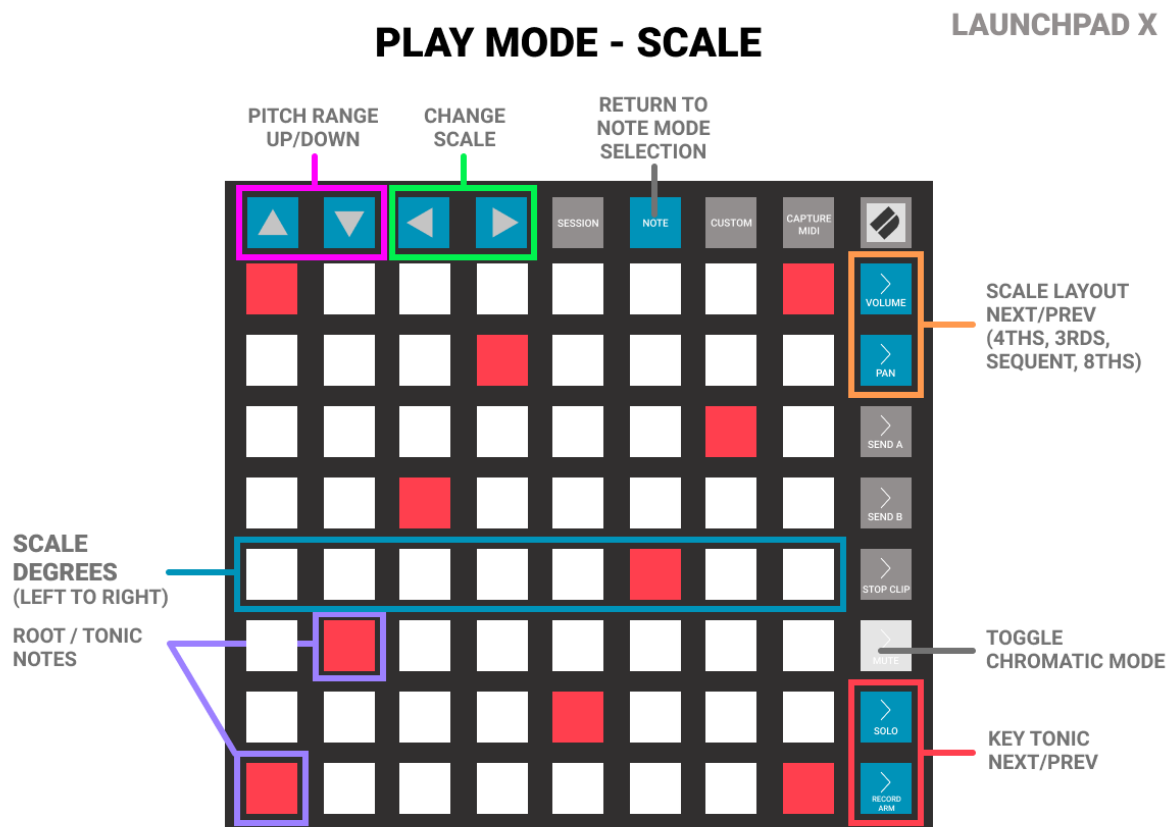 LAUNCHPAD X
PLAY MODE - SCALE
PITCH RANGE
UP/DOWN
CHANGE
SCALE
RETURN TO
NOTE MODE
SELECTION
SESSION
NOTE
CUSTOM
CAPTURE
MIDI
VOLUME
PAN
SCALE LAYOUT
NEXT/PREV
(4THS, 3RDS,
SEQUENT, 8THS)
SEND A
SEND B
SCALE
DEGREES
(LEFT TO RIGHT)
STOP CLIP
ROOT / TONIC
NOTES
MUTE
TOGGLE
CHROMATIC MODE
SOLO
KEY TONIC
NEXT/PREV
RECORD
ARM